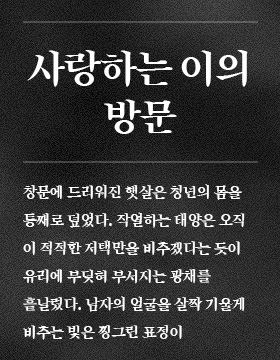 사랑하는 이의
방문
창문에 드리워진 햇살은 청년의 몸을
통째로 덮었다. 작열하는 태양은 오직
이 적적한 저택만을 비추겠다는 듯이
유리에 부딪혀 부서지는 광채를
흩날렸다. 남자의 얼굴을 살짝 기울게
비추는 빛은 찡그린 표정이